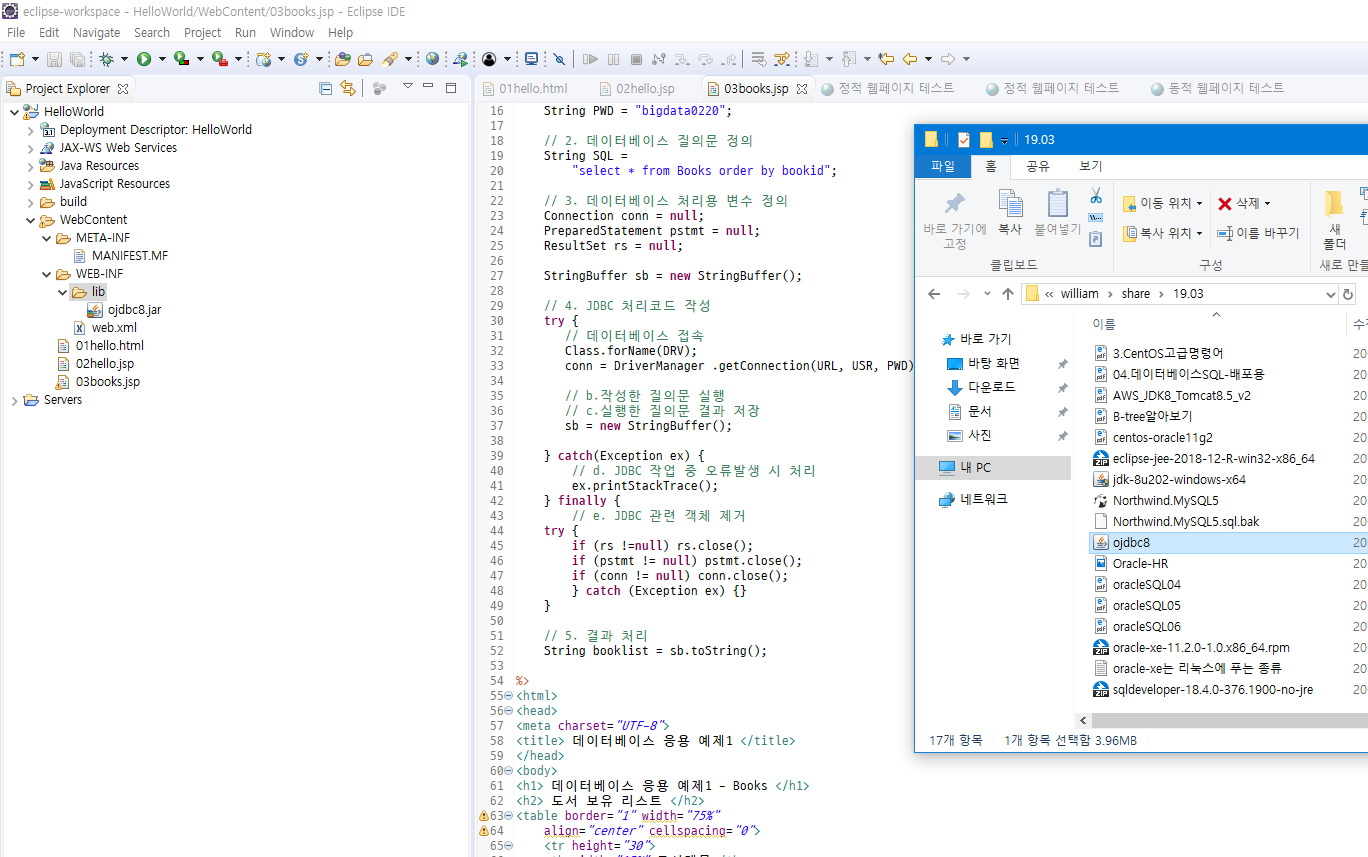 eclipse-workspace - HelloWorld/WebContent/03books.jsp - Eclipse IDE
File Edit Navigate Search Project Run Window Help
Project Explorer
HelloWorld
Deployment Descriptor: HelloWorld
JAX-WS Web Services
Java Resources
JavaScript Resources
build
WebContent
META-INF
MANIFEST.MF
WEB-INF
lib
ojdbc8.jar
web.xml
01hello.html
02hello.jsp
03books.jsp
Servers
01hello.html 02hello.jsp 03books.jsp 정적 웹페이지 테스트 정적 웹페이지 테스트 동적 웹페이지 테스트
16 String PWD = "bigdata0220";
17
18 // 2. 데이터베이스 질의문 정의
19 String SQL =
20 "select * from Books order by bookid";
21
22 // 3. 데이터베이스 처리용 변수 정의
23 Connection conn = null;
24 PreparedStatement pstmt = null;
25 ResultSet rs = null;
26
27 StringBuffer sb = new StringBuffer();
28
29 // 4. JDBC 처리코드 작성
30 try {
31 // 데이터베이스 접속
32 Class.forName(DRV);
33 conn = DriverManager .getConnection(URL, USR, PWD)
34
35 // b.작성한 질의문 실행
36 // c.실행한 질의문 결과 저장
37 sb = new StringBuffer();
38
39 } catch(Exception ex) {
40 // d. JDBC 작업 중 오류발생 시 처리
41 ex.printStackTrace();
42 } finally {
43 // e. JDBC 관련 객체 제거
44 try {
45 if (rs !=null) rs.close();
46 if (pstmt != null) pstmt.close();
47 if (conn != null) conn.close();
48 } catch (Exception ex) {}
49 }
50
51 // 5. 결과 처리
52 String booklist = sb.toString();
53
54 %>
55 <html>
56 <head>
57 <meta charset="UTF-8">
58 <title> 데이터베이스 응용 예제1 </title>
59 </head>
60 <body>
61 <h1> 데이터베이스 응용 예제1 - Books </h1>
62 <h2> 도서 보유 리스트 </h2>
63 <table border="1" width="75%"
64 align="center" cellspacing="0">
65 <tr height="30">
19.03
파일 홈 공유 보기
바로 가기에 고정
복사
붙여넣기
이동 위치
복사 위치
삭제
이름 바꾸기
새 폴더
클립보드 구성 새로 만들
« william › share › 19.03
바로 가기
바탕 화면
다운로드
문서
사진
내 PC
네트워크
이름
3.CentOS고급명령어 20
04.데이터베이스SQL-배포용 20
AWS_JDK8_Tomcat8.5_v2 20
B-tree알아보기 20
centos-oracle11g2 20
eclipse-jee-2018-12-R-win32-x86_64 20
jdk-8u202-windows-x64 20
Northwind.MySQL5 20
Northwind.MySQL5.sql.bak 20
ojdbc8 20
Oracle-HR 20
oracleSQL04 20
oracleSQL05 20
oracleSQL06 20
oracle-xe-11.2.0-1.0.x86_64.rpm 20
oracle-xe는 리눅스에 푸는 종류 20
sqldeveloper-18.4.0-376.1900-no-jre 20
17개 항목 1개 항목 선택함 3.96MB